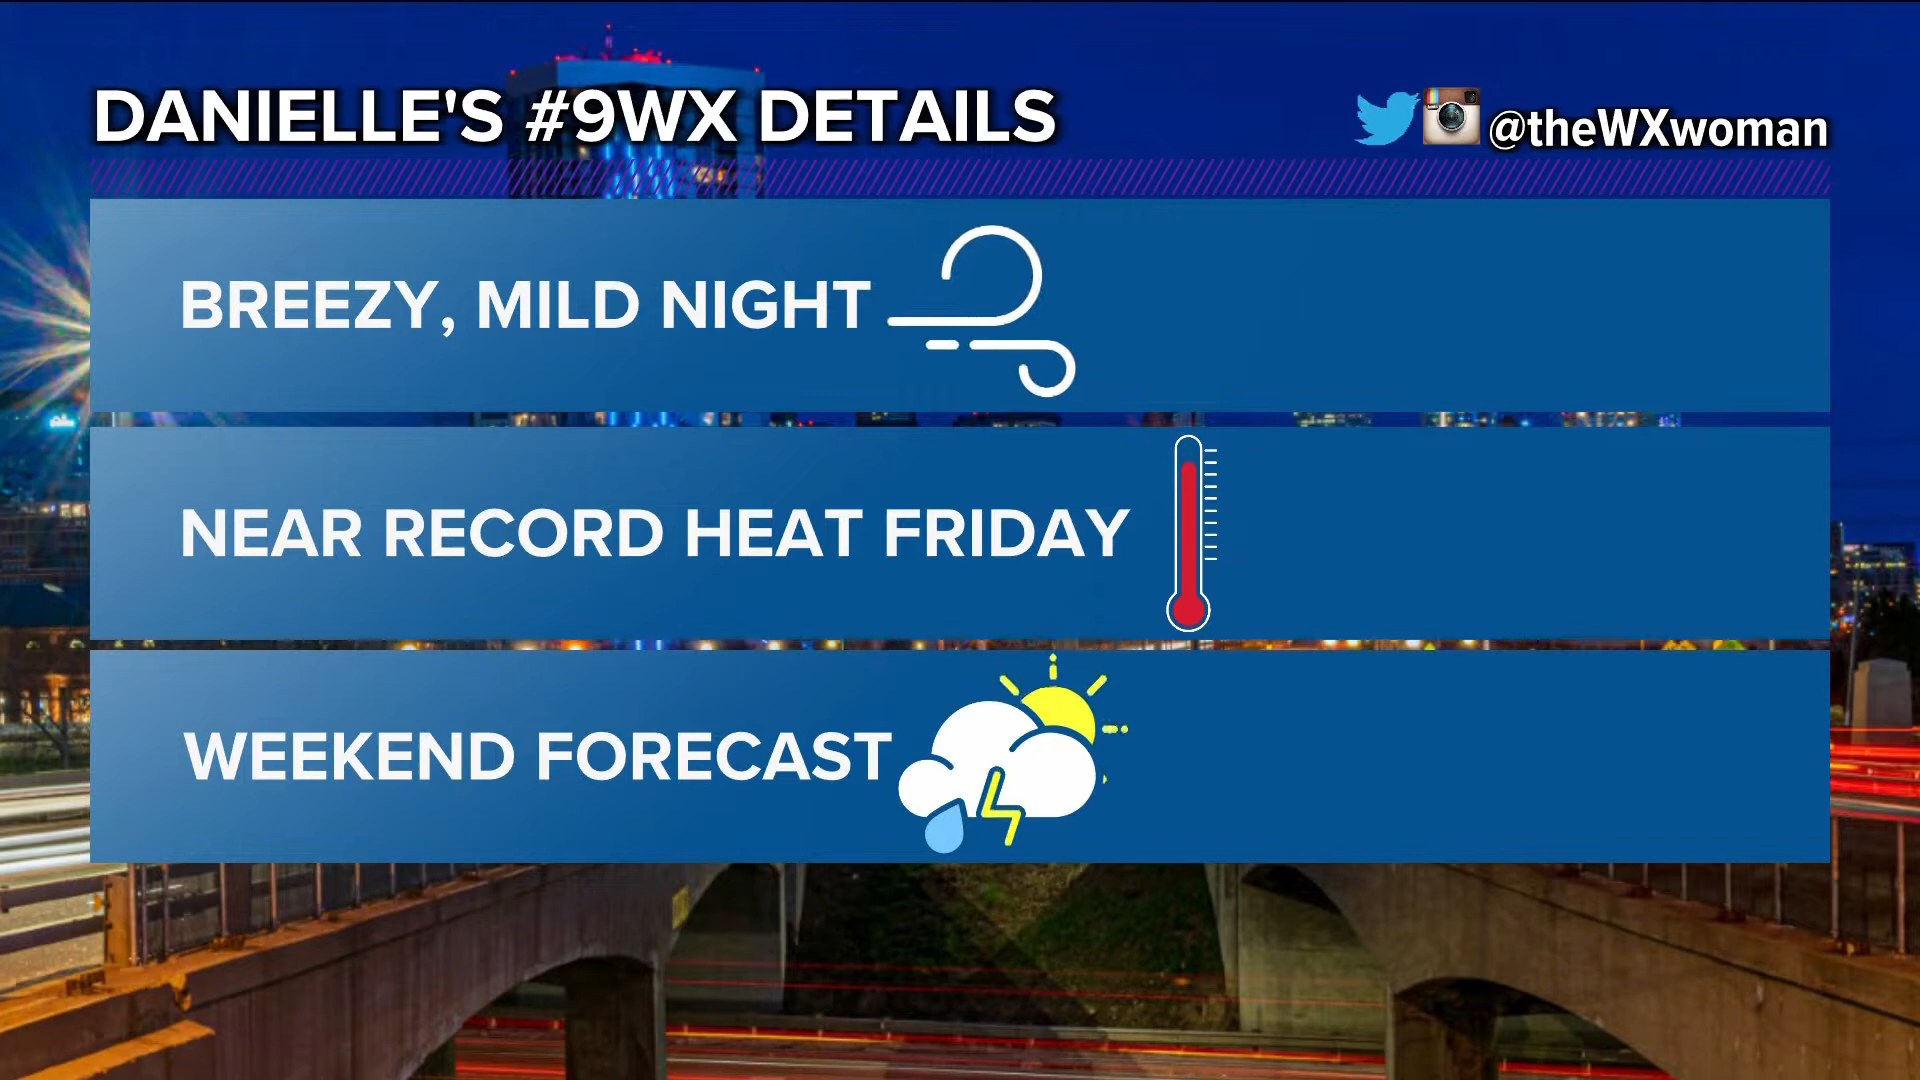 DANIELLE'S #9WX DETAILS
@theWXwoman
BREEZY, MILD NIGHT
NEAR RECORD HEAT FRIDAY
WEEKEND FORECAST